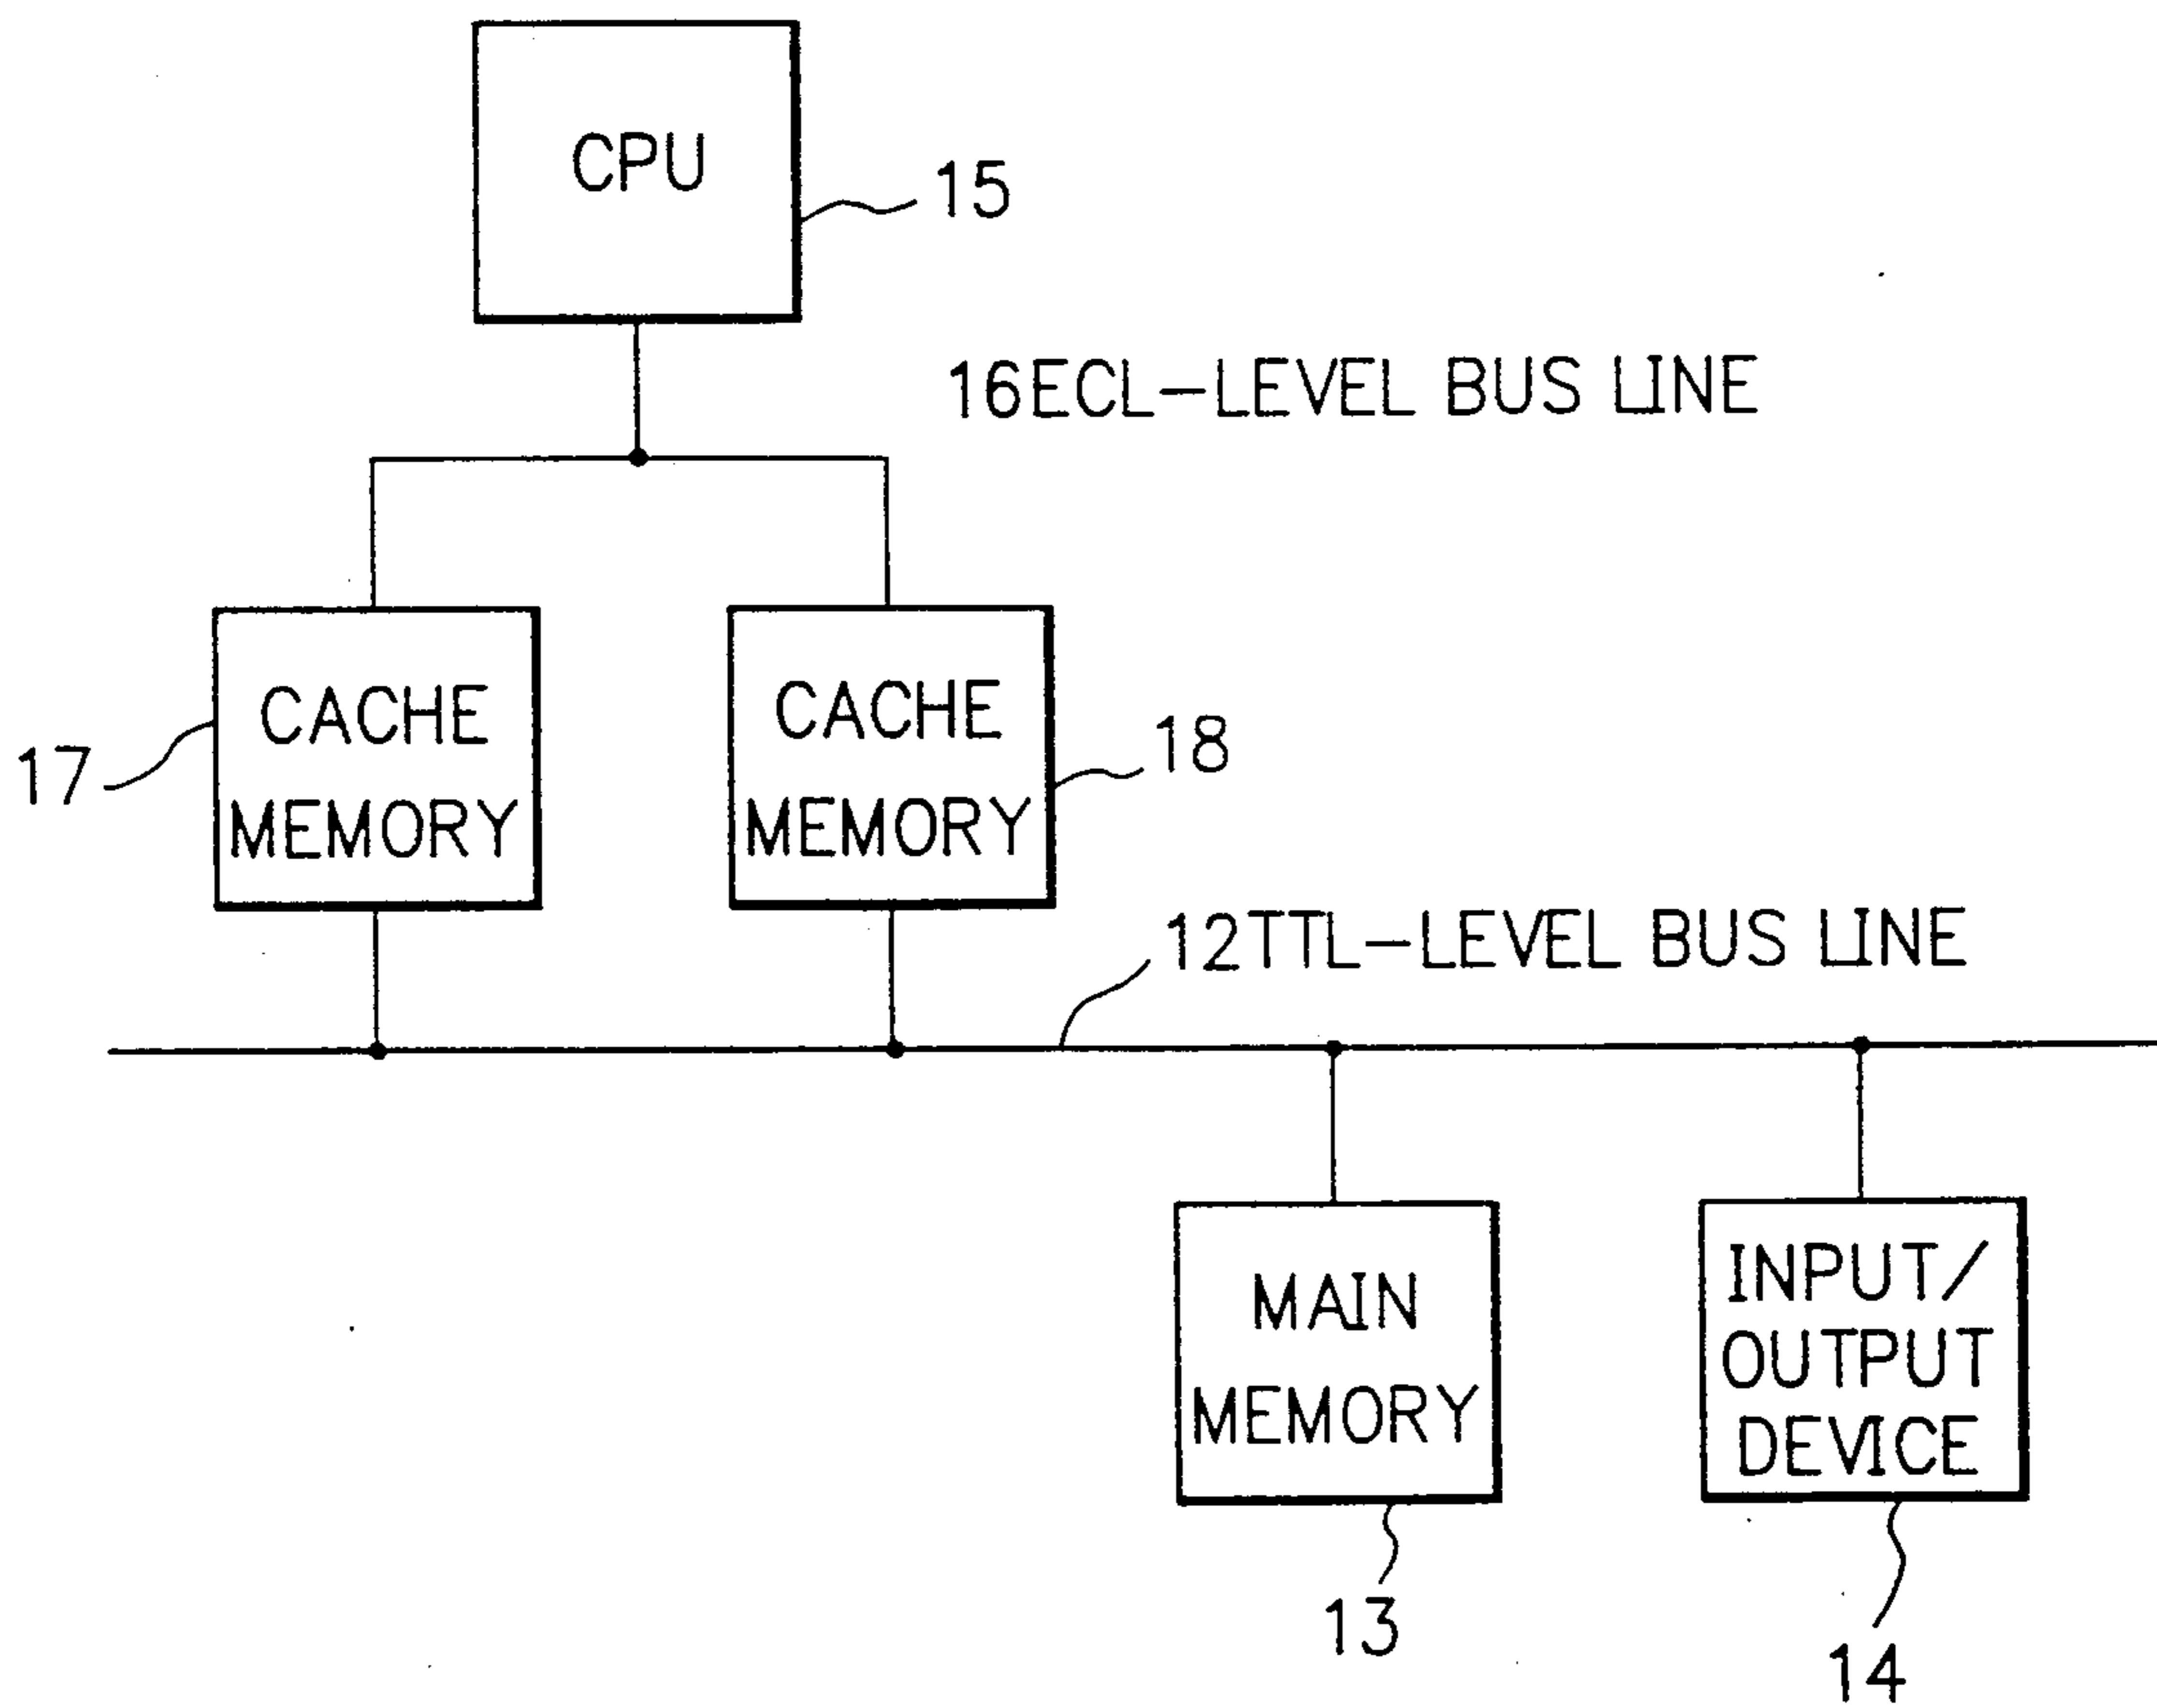 CPU
15
16ECL-LEVEL BUS LINE
CACHE
MEMORY
17
CACHE
MEMORY
18
12TTL-LEVEL BUS LINE
MAIN
MEMORY
13
INPUT/
OUTPUT
DEVICE
14